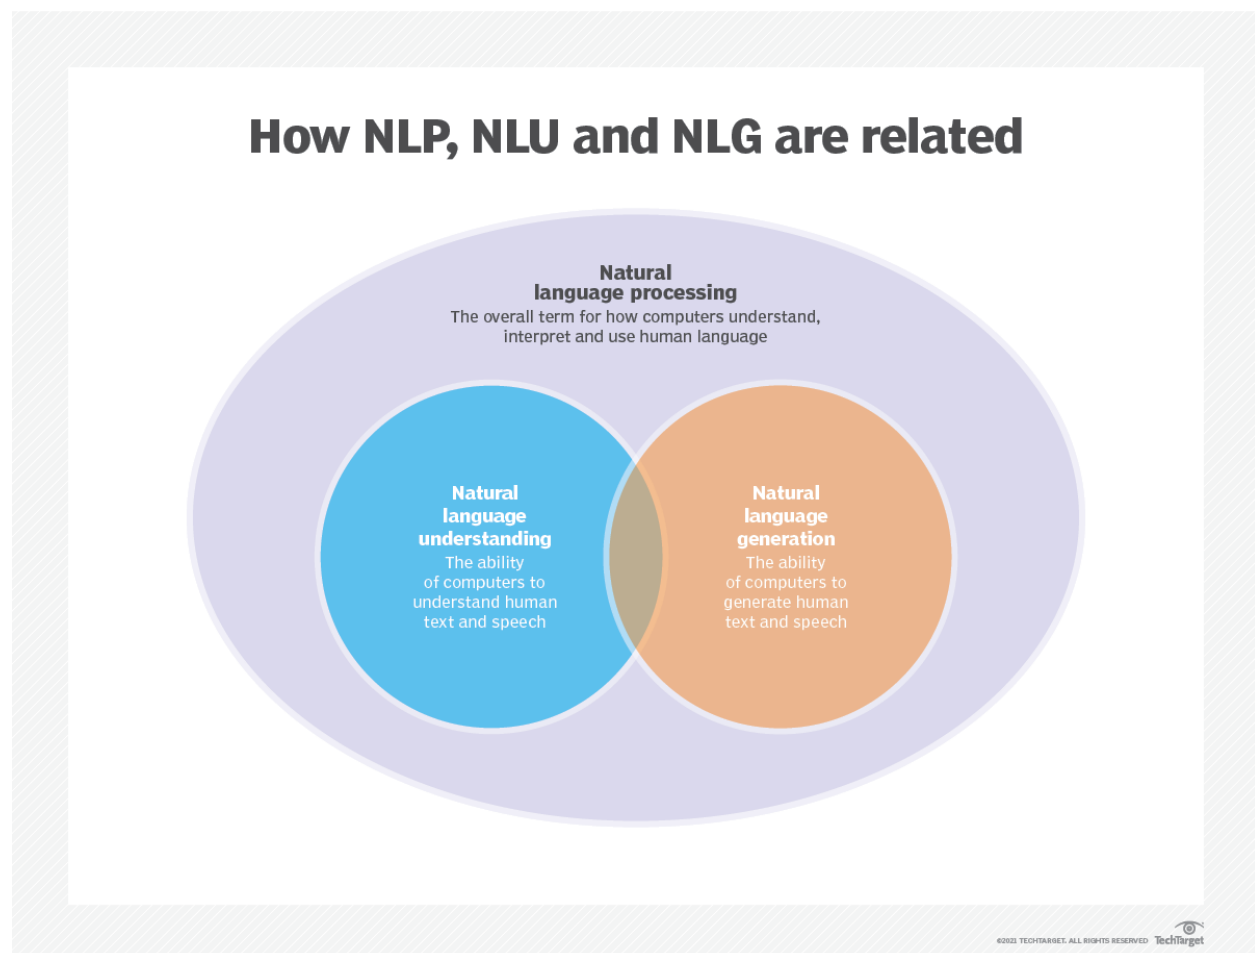 How NLP, NLU and NLG are related
Natural
language processing
The overall term for how computers understand,
interpret and use human language
Natural
language
understanding
The ability
of computers to
understand human
text and speech
Natural
language
generation
The ability
of computers to
generate human
text and speech
©2021 TECHTARGET. ALL RIGHTS RESERVED TechTarget